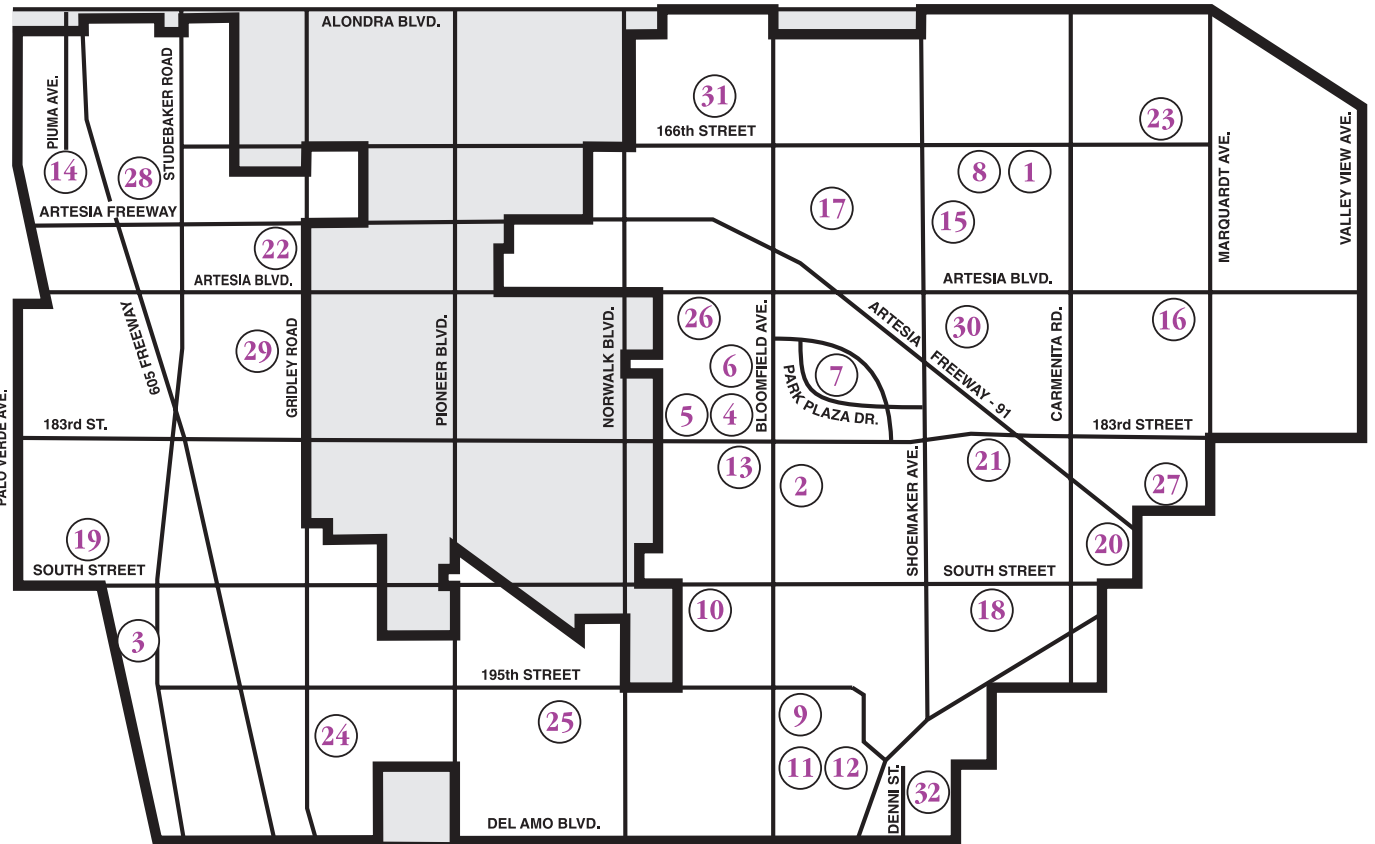 ALONDRA BLVD.
PIUMA AVE.
STUDEBAKER ROAD
31
166th STREET
23
MARQUARDT AVE.
VALLEY VIEW AVE.
14
28
8
1
ARTESIA FREEWAY
17
15
22
ARTESIA BLVD.
ARTESIA BLVD.
605 FREEWAY
29
GRIDLEY ROAD
PIONEER BLVD.
NORWALK BLVD.
26
BLOOMFIELD AVE.
ARTESIA FREEWAY - 91
30
CARMENITA RD.
16
6
7
PARK PLAZA DR.
5
4
PALO VERDE AVE.
183rd ST.
183rd STREET
13
2
SHOEMAKER AVE.
21
27
19
20
SOUTH STREET
SOUTH STREET
3
10
18
195th STREET
24
25
9
11
12
DENNI ST.
32
DEL AMO BLVD.